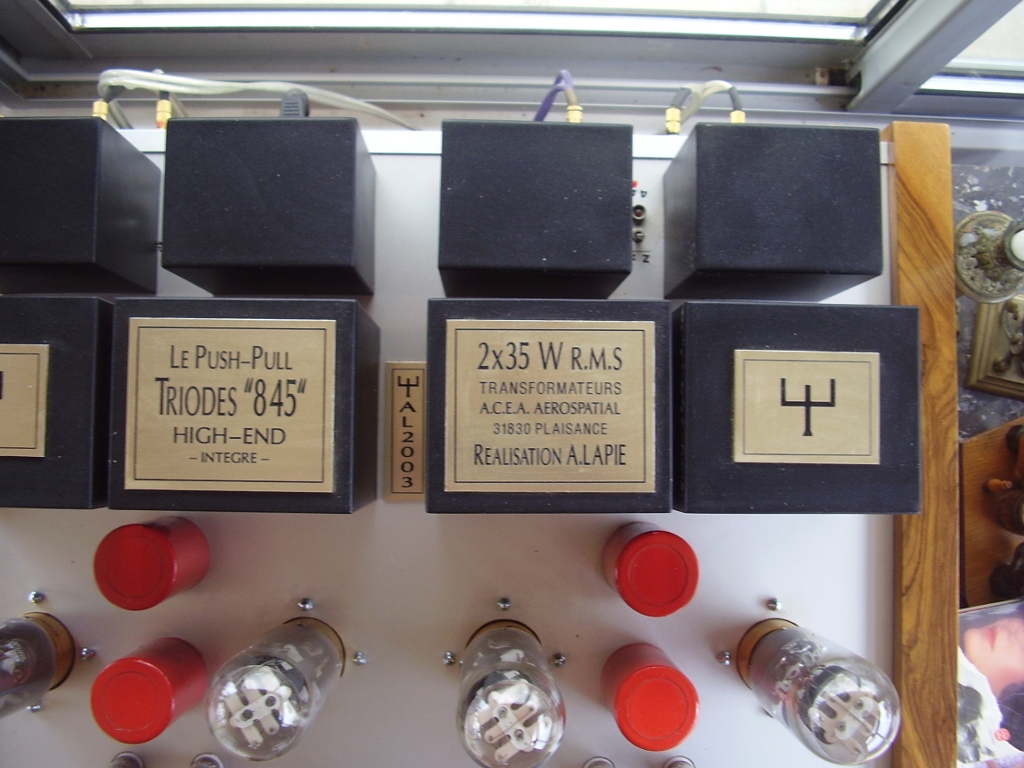 LE PUSH-PULL
TRIODES "845"
HIGH-END
- INTEGRE -
AL2003
2x35 W R.M.S
TRANSFORMATEURS
A.C.E.A. AEROSPATIAL
31830 PLAISANCE
REALISATION A.LAPIE